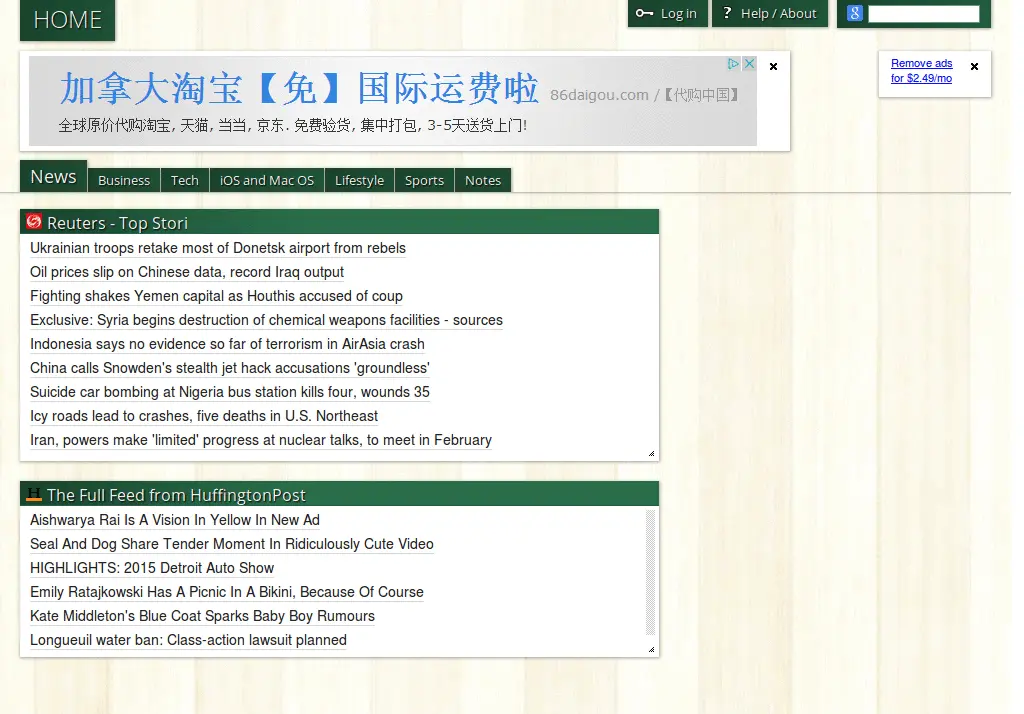 HOME
Log in
? Help / About
g
加拿大淘宝【免】国际运费啦 86daigou.com /【代购中国】
全球原价代购淘宝, 天猫, 当当, 京东. 免费验货, 集中打包, 3-5天送货上门!
Remove ads
for $2.49/mo
News Business Tech iOS and Mac OS Lifestyle Sports Notes
Reuters - Top Stori
Ukrainian troops retake most of Donetsk airport from rebels
Oil prices slip on Chinese data, record Iraq output
Fighting shakes Yemen capital as Houthis accused of coup
Exclusive: Syria begins destruction of chemical weapons facilities - sources
Indonesia says no evidence so far of terrorism in AirAsia crash
China calls Snowden's stealth jet hack accusations 'groundless'
Suicide car bombing at Nigeria bus station kills four, wounds 35
Icy roads lead to crashes, five deaths in U.S. Northeast
Iran, powers make 'limited' progress at nuclear talks, to meet in February
H The Full Feed from HuffingtonPost
Aishwarya Rai Is A Vision In Yellow In New Ad
Seal And Dog Share Tender Moment In Ridiculously Cute Video
HIGHLIGHTS: 2015 Detroit Auto Show
Emily Ratajkowski Has A Picnic In A Bikini, Because Of Course
Kate Middleton's Blue Coat Sparks Baby Boy Rumours
Longueuil water ban: Class-action lawsuit planned